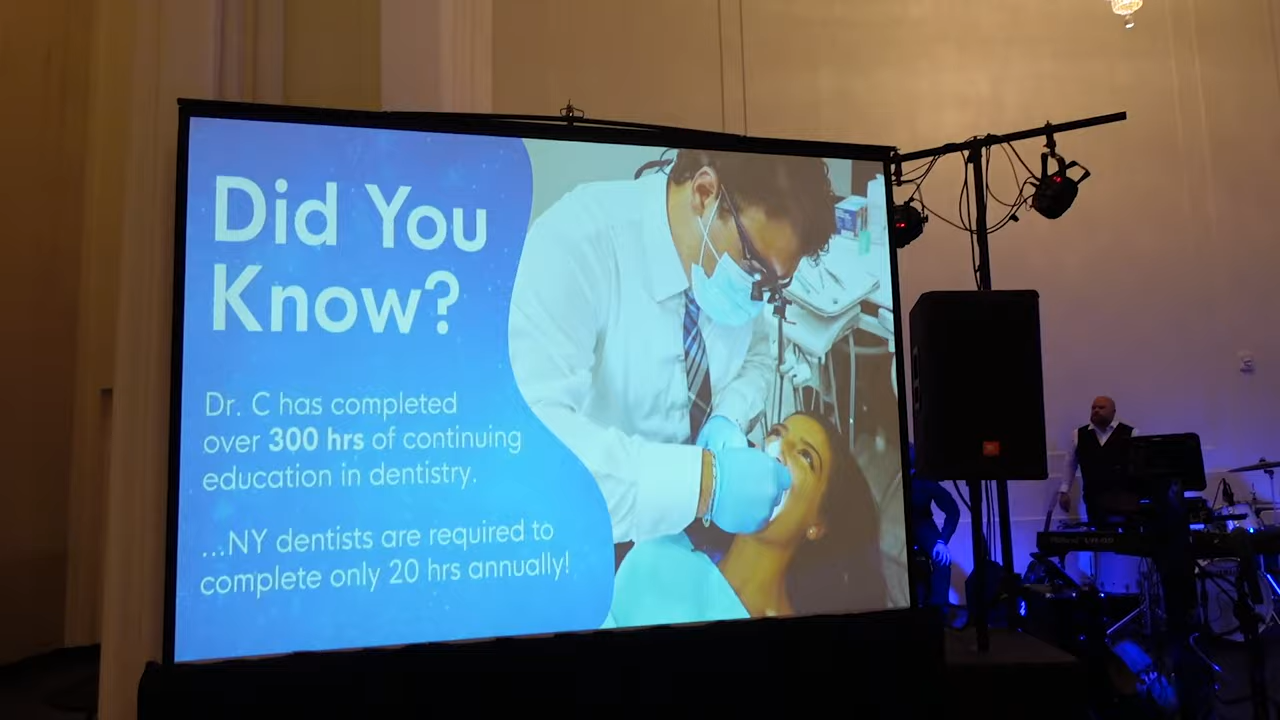 Did You
Know?
Dr. C has completed
over 300 hrs of continuing
education in dentistry.
...NY dentists are required to
complete only 20 hrs annually!